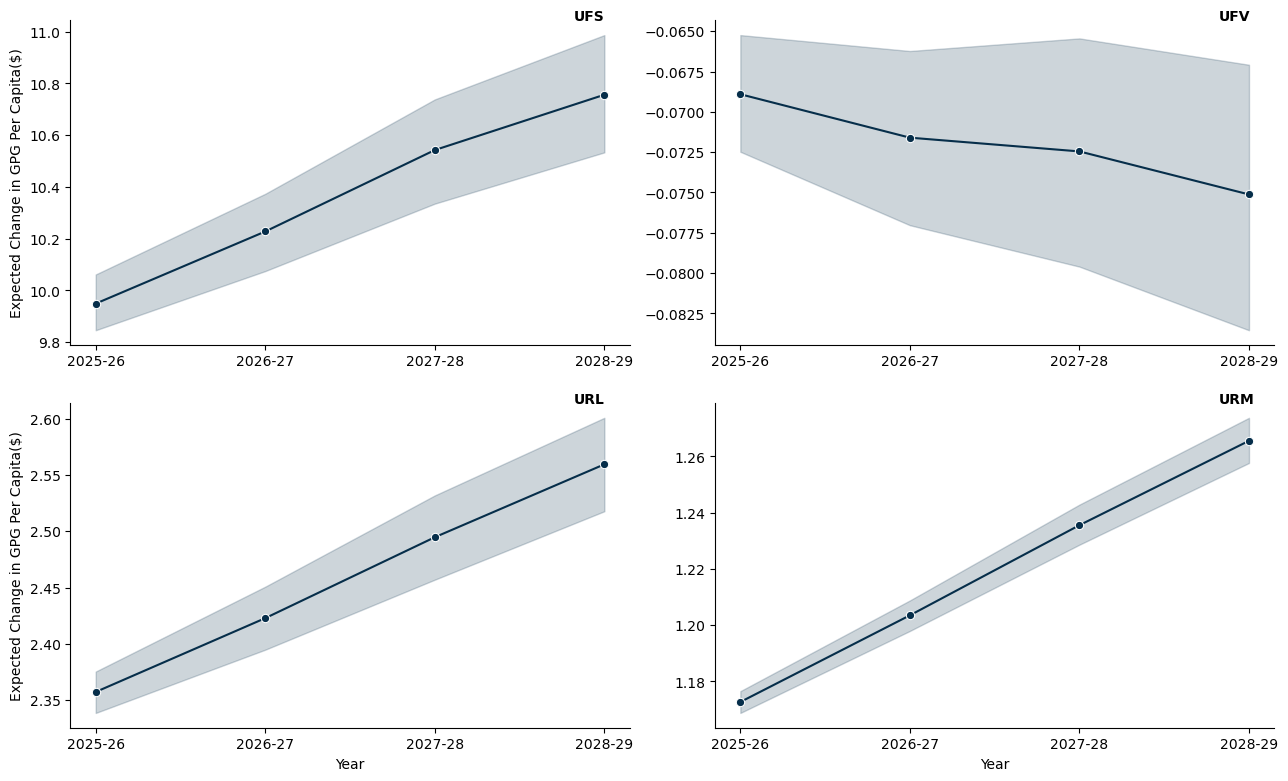 UFS
Expected Change in GPG Per Capita($)
11.0
10.8
10.6
10.4
10.2
10.0
9.8
2025-26 2026-27 2027-28 2028-29
UFV
−0.0650
−0.0675
−0.0700
−0.0725
−0.0750
−0.0775
−0.0800
−0.0825
2025-26 2026-27 2027-28 2028-29
URL
Expected Change in GPG Per Capita($)
2.60
2.55
2.50
2.45
2.40
2.35
2025-26 2026-27 2027-28 2028-29
Year
URM
1.26
1.24
1.22
1.20
1.18
2025-26 2026-27 2027-28 2028-29
Year